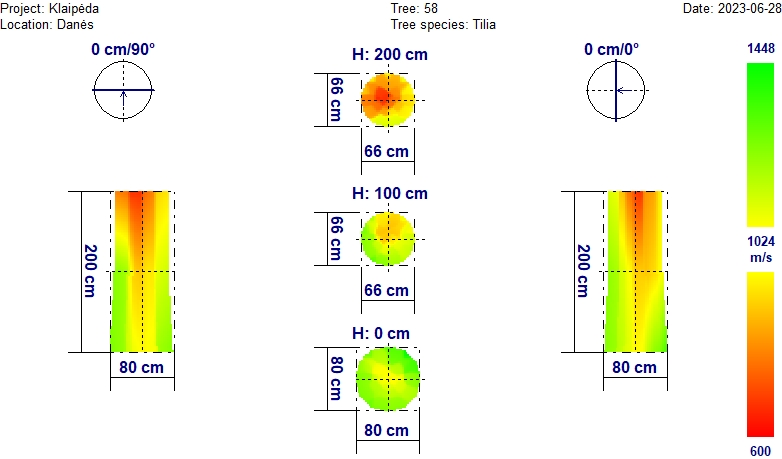 Project: Klaipėda
Tree: 58
Date: 2023-06-28
Location: Danės
Tree species: Tilia
0 cm/90°
H: 200 cm
0 cm/0°
1448
66 cm
66 cm
H: 100 cm
66 cm
66 cm
200 cm
200 cm
1024
m/s
H: 0 cm
80 cm
80 cm
80 cm
80 cm
600